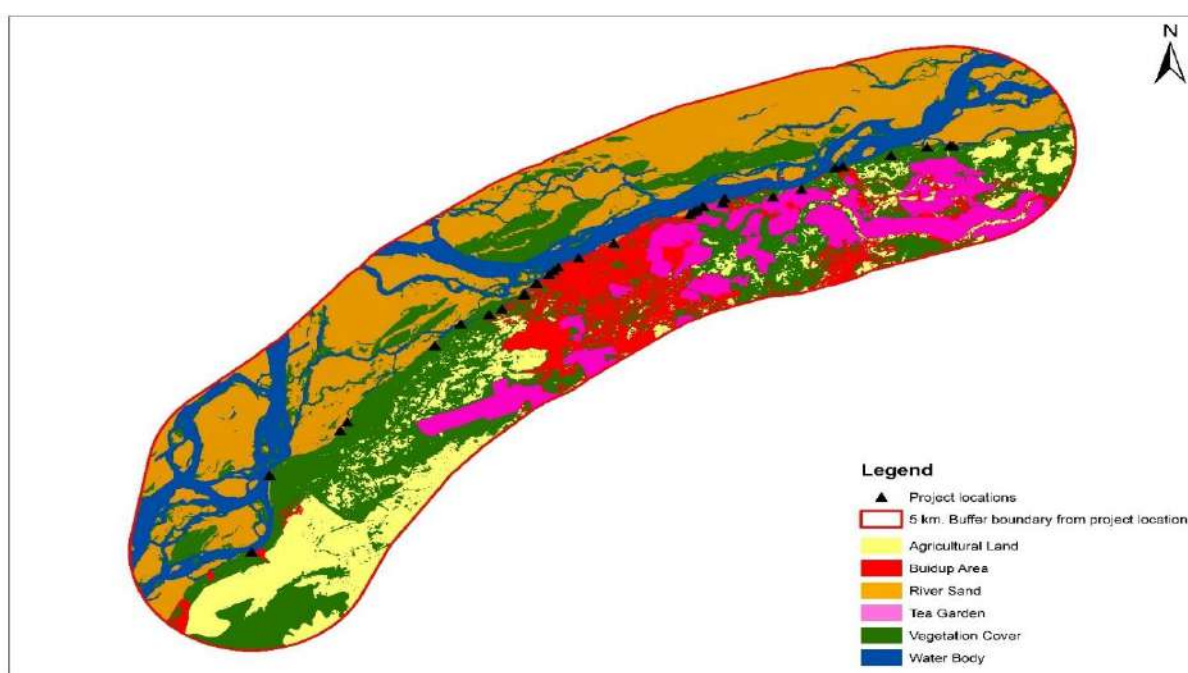 N
Legend
Project locations
5 km. Buffer boundary from project location
Agricultural Land
Buidup Area
River Sand
Tea Garden
Vegetation Cover
Water Body